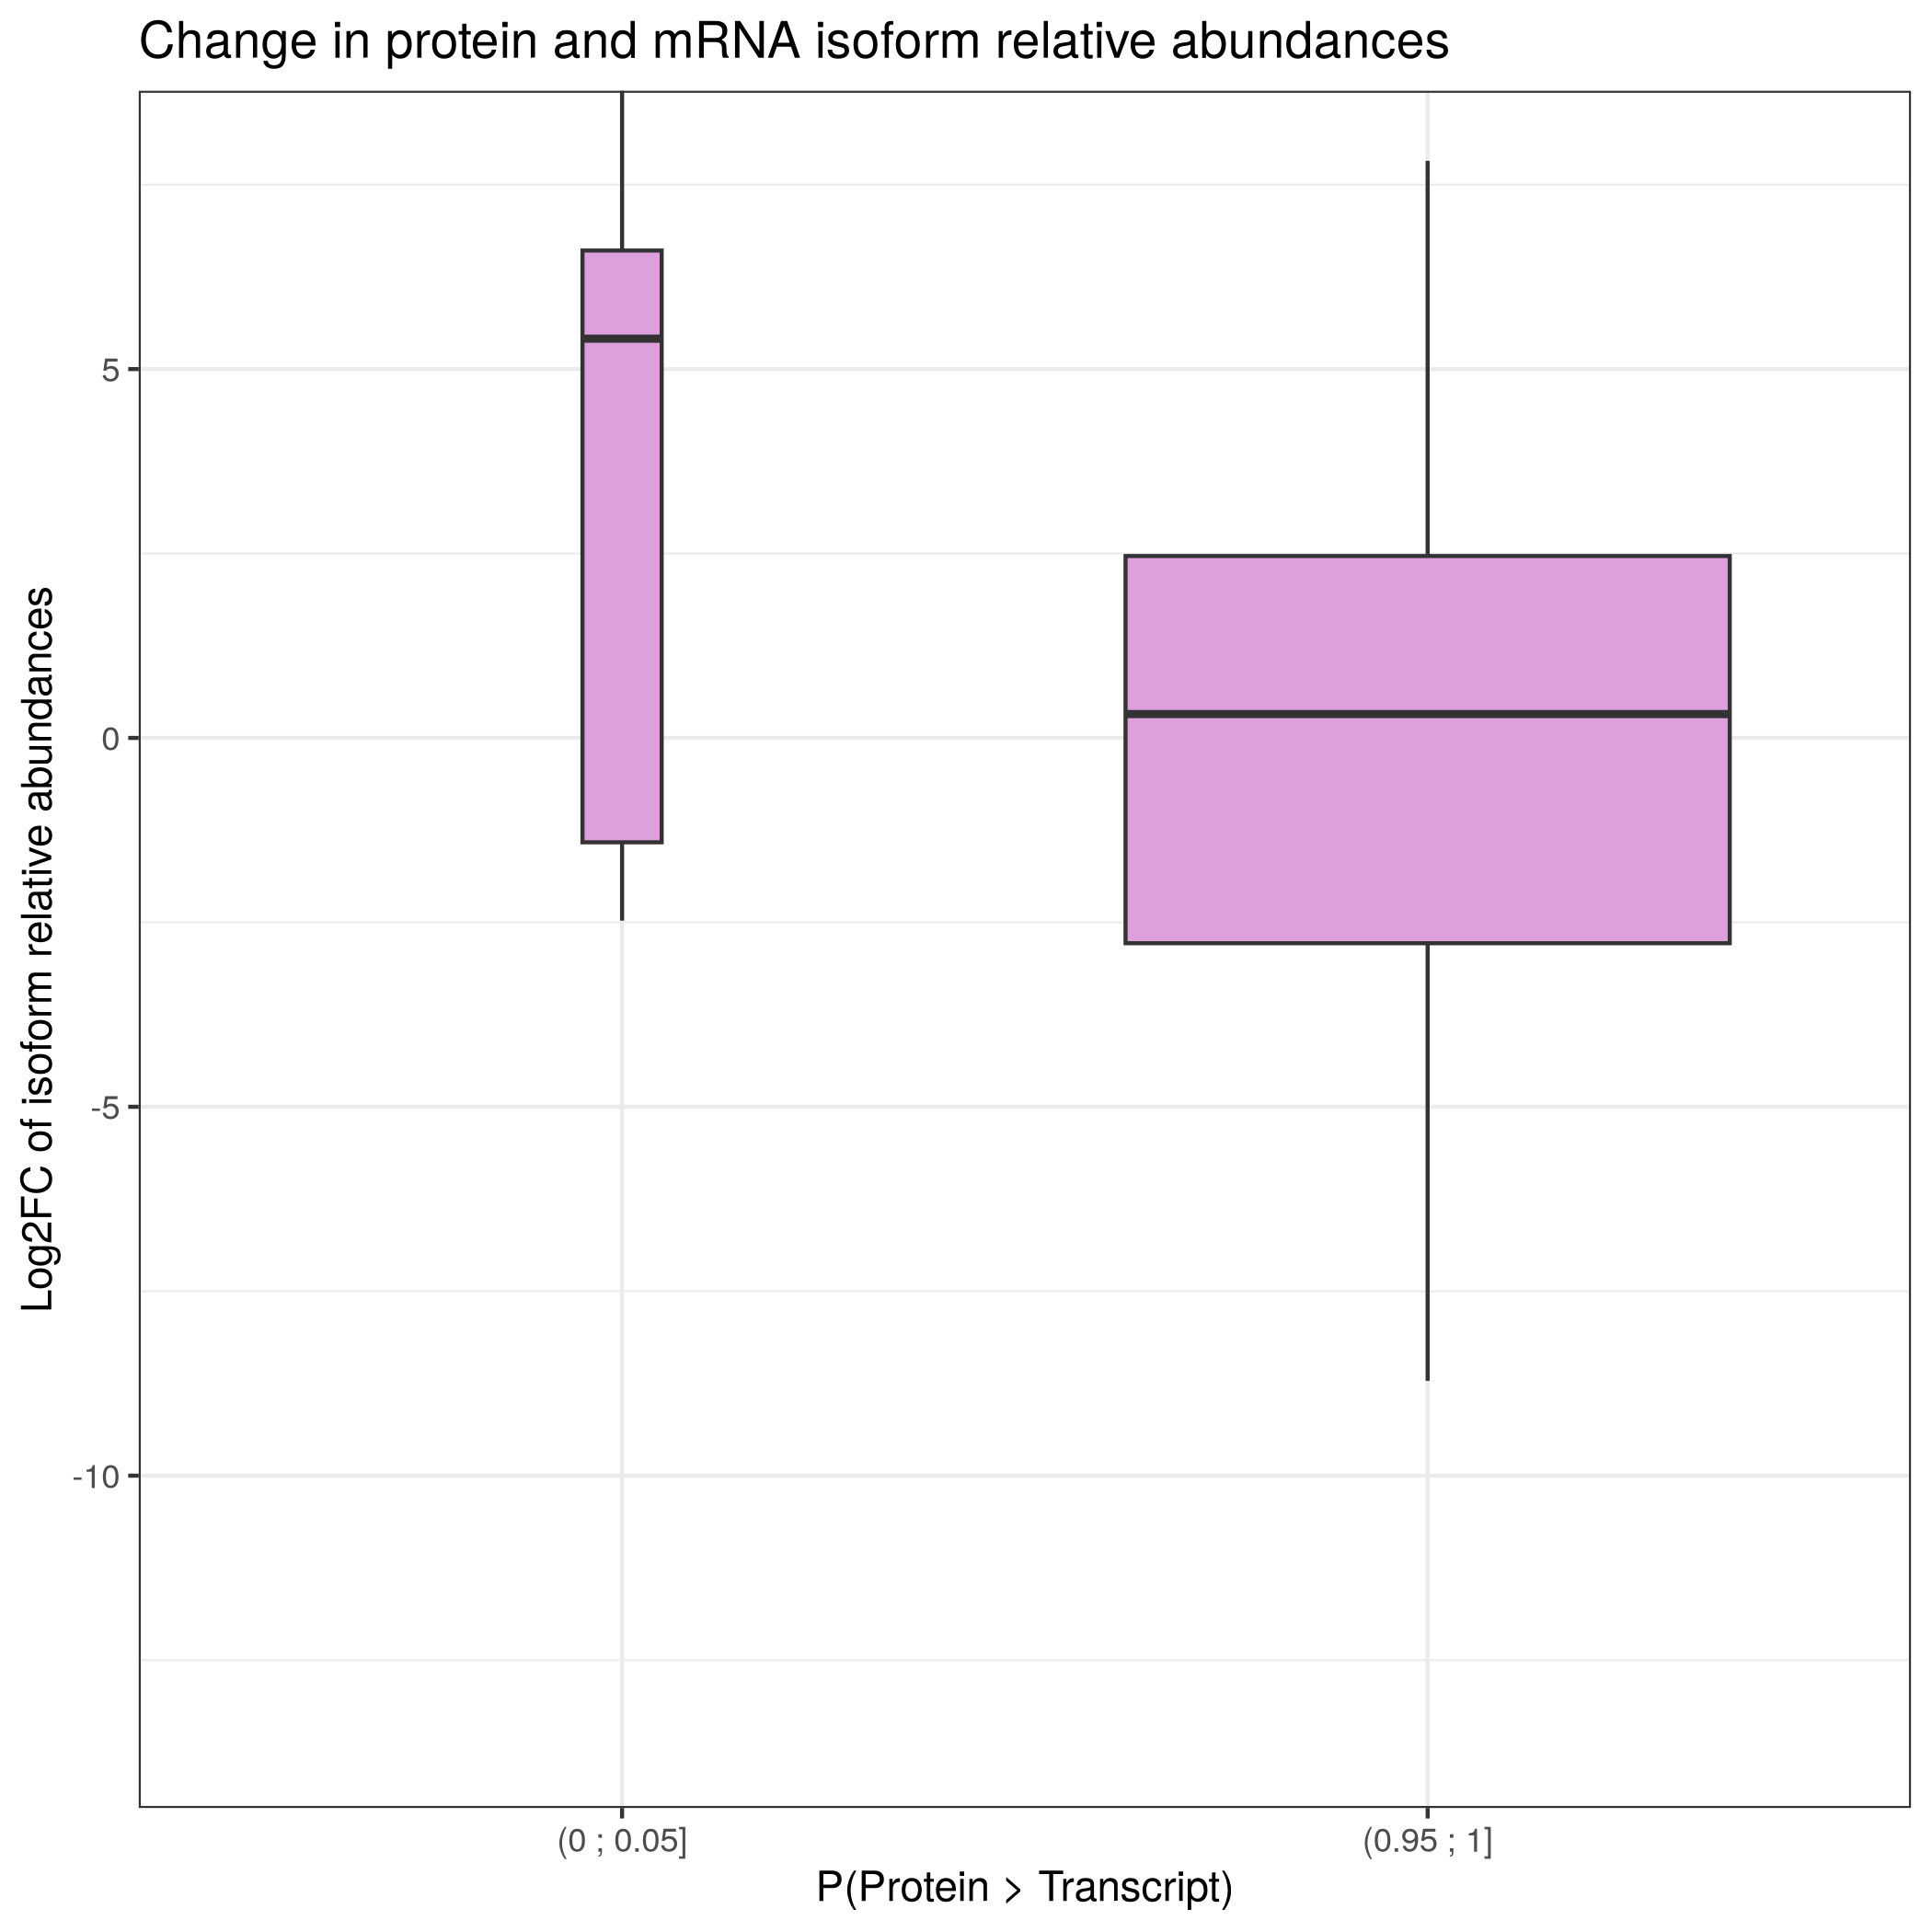 Change in protein and mRNA isoform relative abundances
Log2FC of isoform relative abundances
5
0
-5
-10
(0 ; 0.05]
(0.95 ; 1]
P(Protein > Transcript)